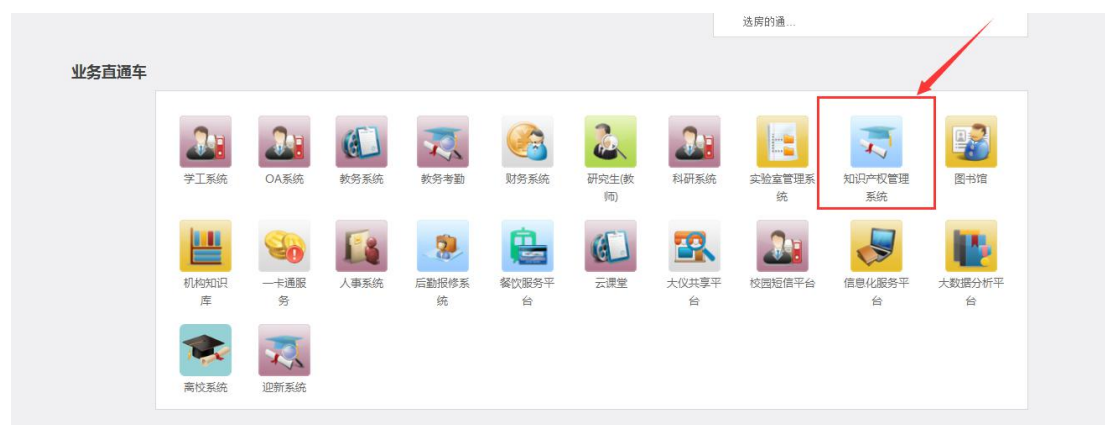 选房的通...
业务直通车
学工系统 OA系统 教务系统 教务考勤 财务系统 研究生(教 科研系统 实验室管理系 知识产权管理 图书馆
师) 统 系统
机构知识 一卡通服 人事系统 后勤报修系 餐饮服务平 云课堂 大仪共享平 校园短信平台 信息化服务平 大数据分析平
库 务 统 台 台 台 台
离校系统 迎新系统